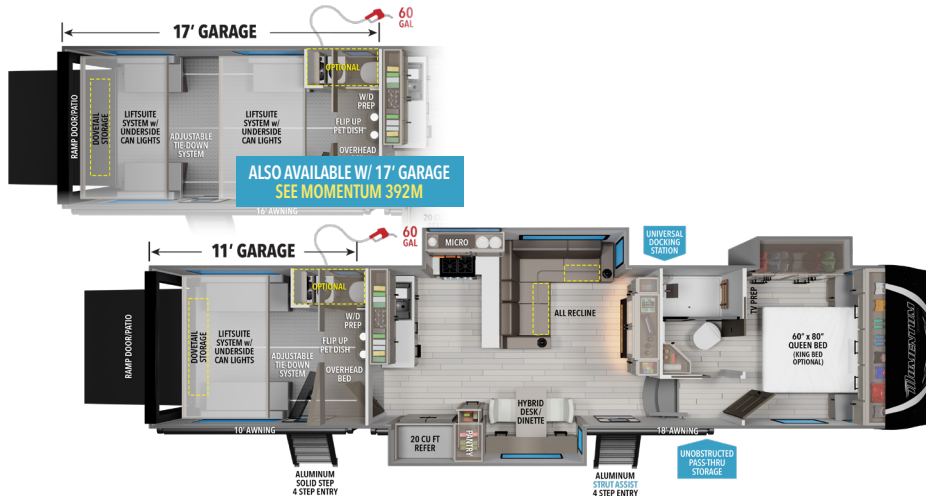 60
GAL
17' GARAGE
OPTIONAL
RAMP DOOR/PATIO
DOVETAIL
STORAGE
LIFTSUITE
SYSTEM w/
UNDERSIDE
CAN LIGHTS
ADJUSTABLE
TIE-DOWN
SYSTEM
LIFTSUITE
SYSTEM w/
UNDERSIDE
CAN LIGHTS
W/D
PREP
FLIP UP
PET DISH
OVERHEAD
ALSO AVAILABLE W/ 17' GARAGE
SEE MOMENTUM 392M
16' AWNING
20 CU
60
GAL
11' GARAGE
OPTIONAL
RAMP DOOR/PATIO
DOVETAIL
STORAGE
LIFTSUITE
SYSTEM w/
UNDERSIDE
CAN LIGHTS
ADJUSTABLE
TIE-DOWN
SYSTEM
W/D
PREP
FLIP UP
PET DISH
OVERHEAD
BED
10' AWNING
ALUMINUM
SOLID STEP
4 STEP ENTRY
MICRO
ALL RECLINE
HYBRID
DESK/
DINETTE
20 CU FT
REFER
PANTRY
UNIVERSAL
DOCKING
STATION
TV PREP
60" x 80"
QUEEN BED
(KING BED
OPTIONAL)
MOMENTUM
18' AWNING
ALUMINUM
STRUT ASSIST
4 STEP ENTRY
UNOBSTRUCTED
PASS-THRU
STORAGE